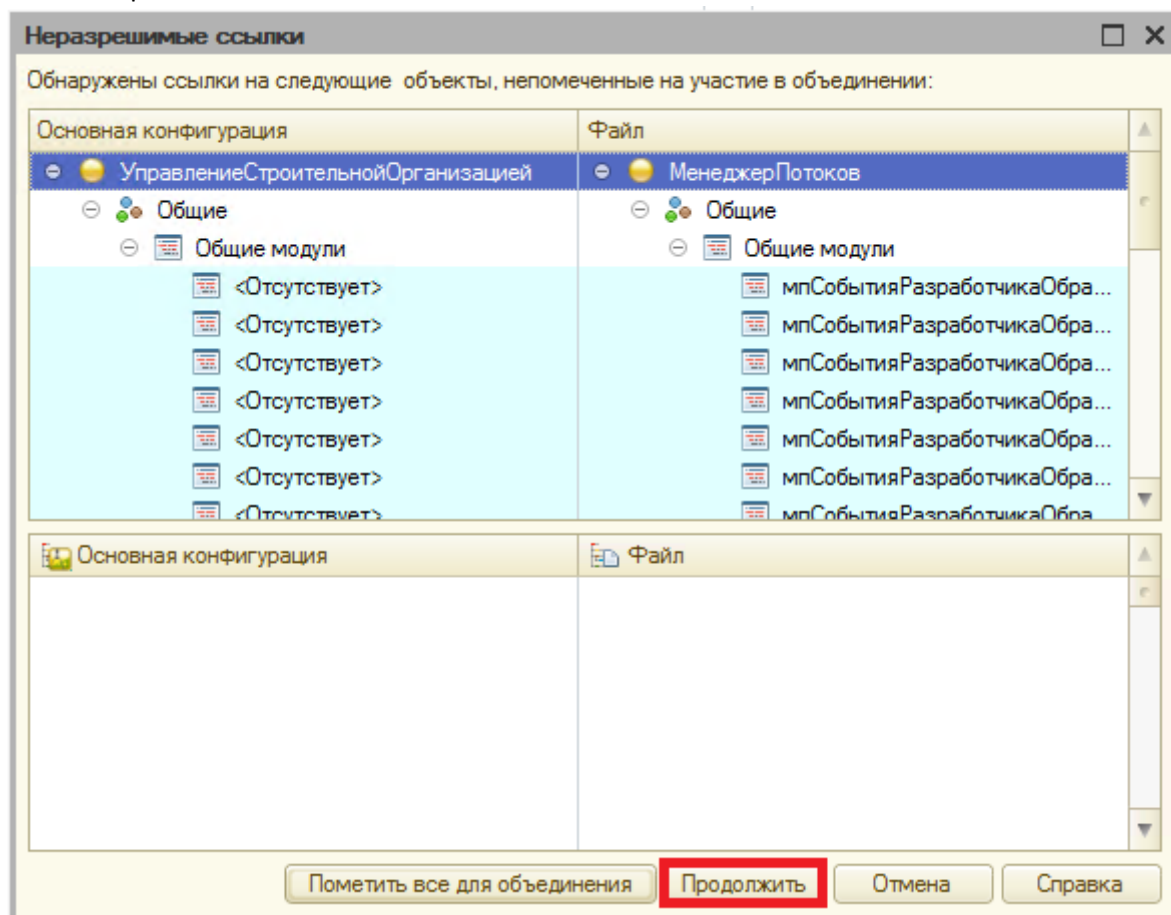 Неразрешимые ссылки
Обнаружены ссылки на следующие объекты, непомеченные на участие в объединении:
Основная конфигурация Файл
УправлениеСтроительнойОрганизацией МенеджерПотоков
Общие Общие
Общие модули Общие модули
<Отсутствует> мпСобытияРазработчикаОбра...
<Отсутствует> мпСобытияРазработчикаОбра...
<Отсутствует> мпСобытияРазработчикаОбра...
<Отсутствует> мпСобытияРазработчикаОбра...
<Отсутствует> мпСобытияРазработчикаОбра...
<Отсутствует> мпСобытияРазработчикаОбра...
<Отсутствует> мпСобытияРазработчикаОбра
Основная конфигурация Файл
Пометить все для объединения Продолжить Отмена Справка